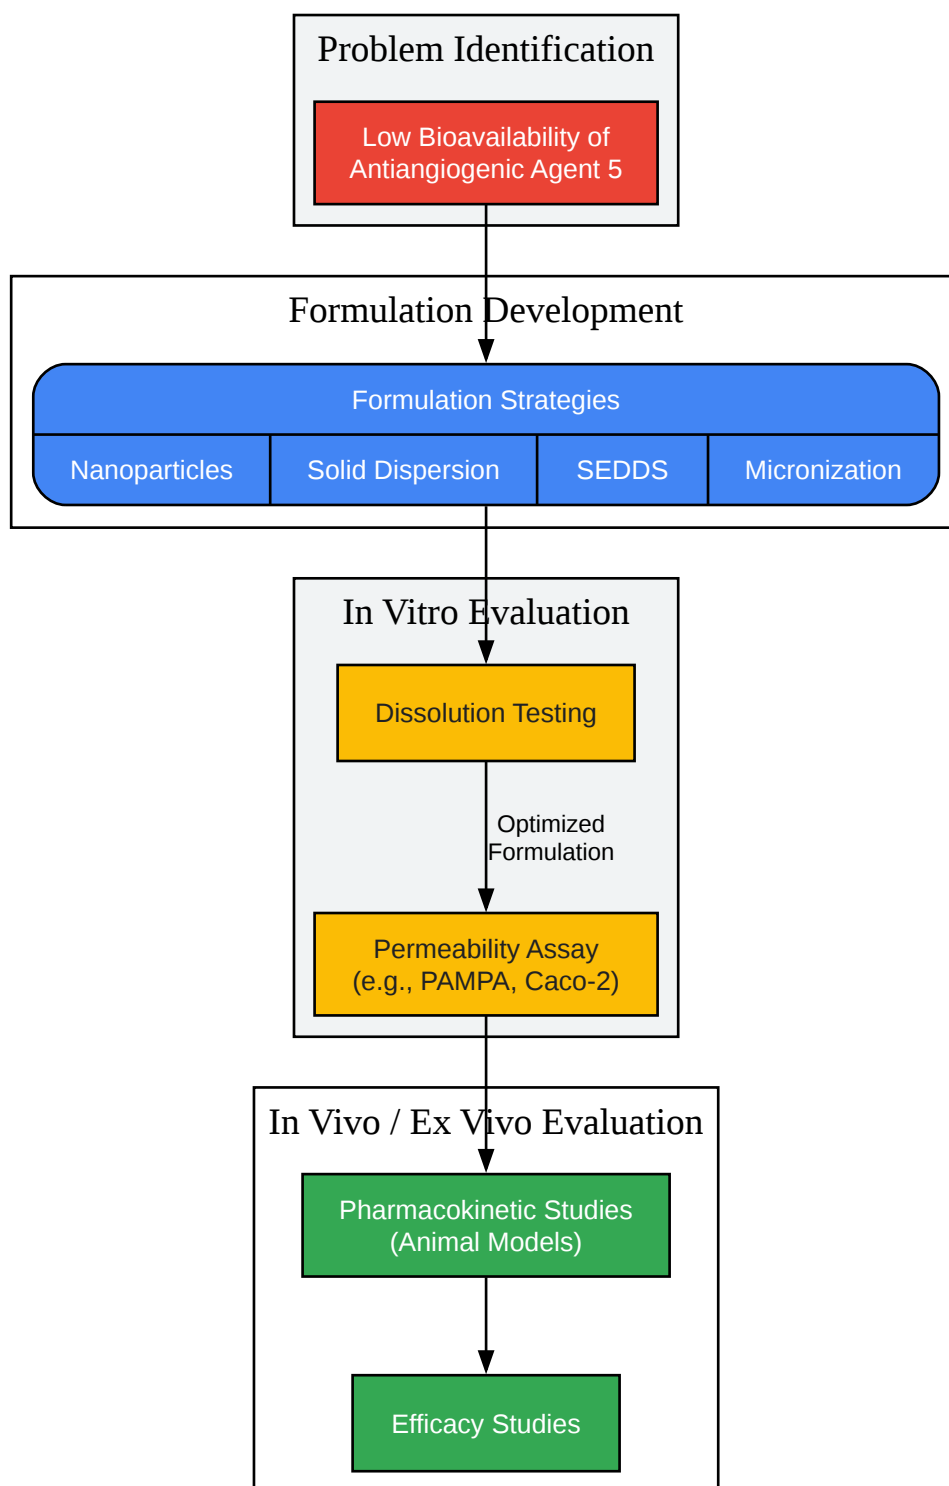 Problem Identification
Low Bioavailability of
Antiangiogenic Agent 5
Formulation Development
Formulation Strategies
Nanoparticles
Solid Dispersion
SEDDS
Micronization
In Vitro Evaluation
Dissolution Testing
Optimized
Formulation
Permeability Assay
(e.g., PAMPA, Caco-2)
In Vivo / Ex Vivo Evaluation
Pharmacokinetic Studies
(Animal Models)
Efficacy Studies